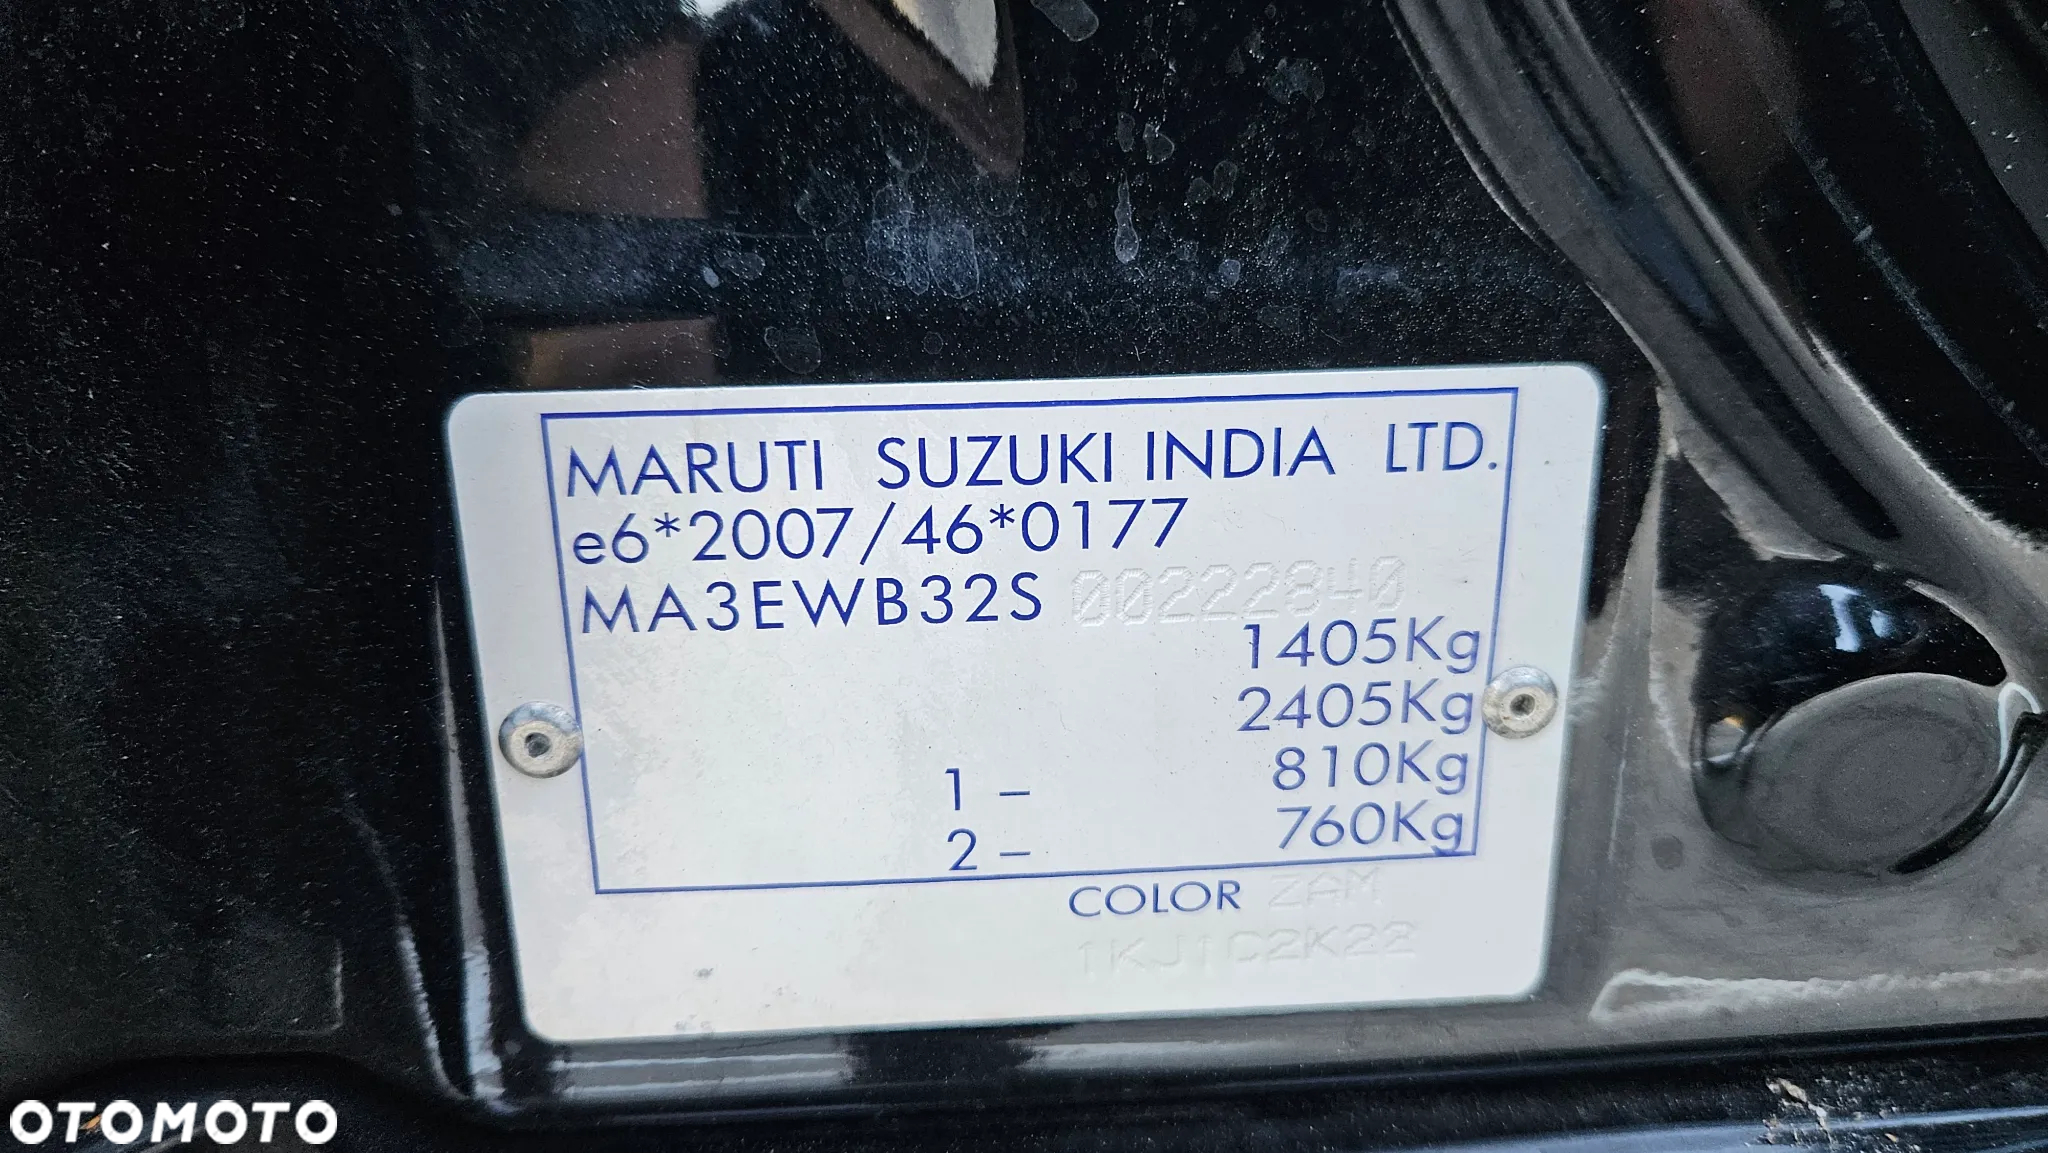 MARUTI SUZUKI INDIA LTD.
e6*2007/46*0177
MA3EWB32S 00222840
1405Kg
2405Kg
1 – 810Kg
2 – 760Kg
COLOR ZAM
1KJ1C2K22
OTOMOTO